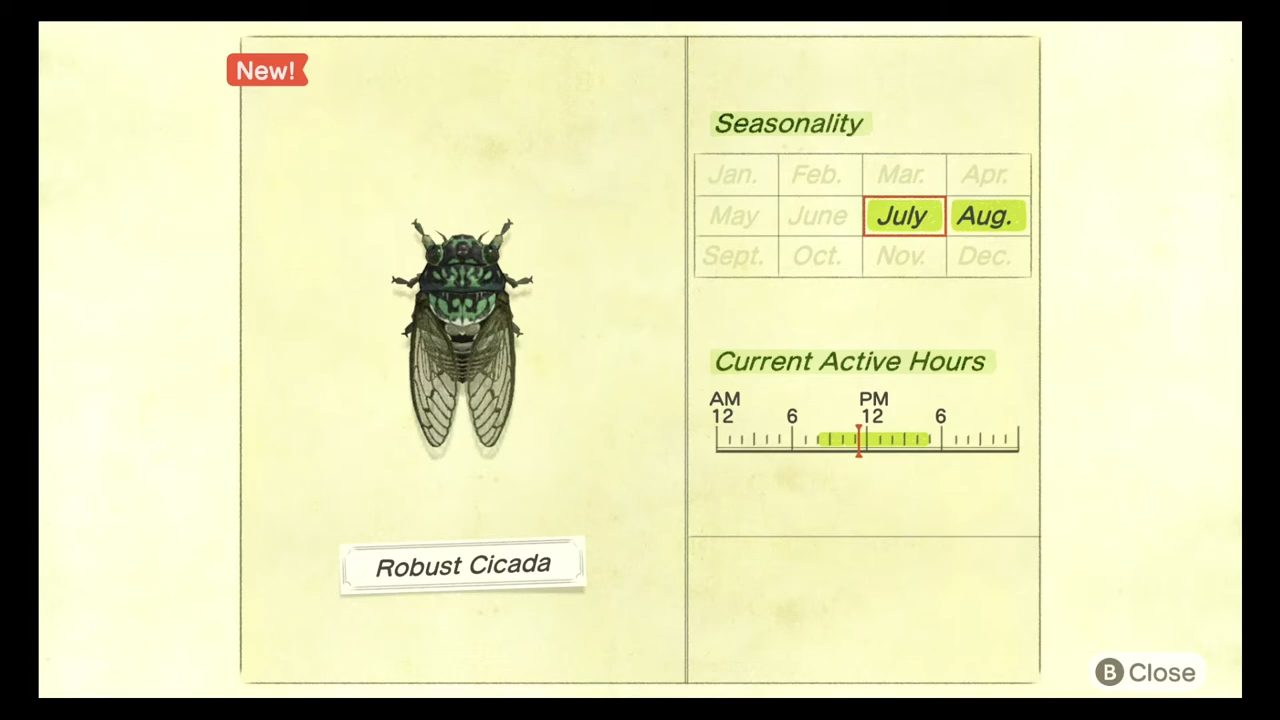 New!
Seasonality
Jan. Feb. Mar. Apr.
May June July Aug.
Sept. Oct. Nov. Dec.
Current Active Hours
AM PM
12 6 12 6
Robust Cicada
B Close